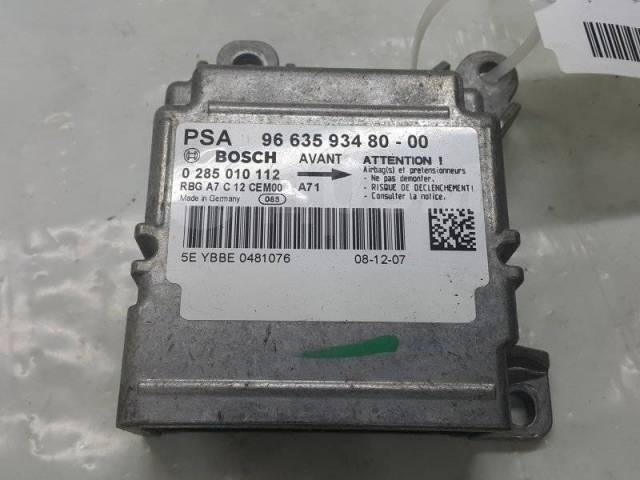 PSA 96 635 934 80 - 00
BOSCH AVANT ATTENTION !
0 285 010 112 Airbag(s) et pretensionneurs
- Ne pas demonter.
RBG A7 C 12 CEM00 A71 - RISQUE DE DECLENCHEMENT!
Made in Germany 083 - Consulter la notice.
5E YBBE 0481076 08-12-07